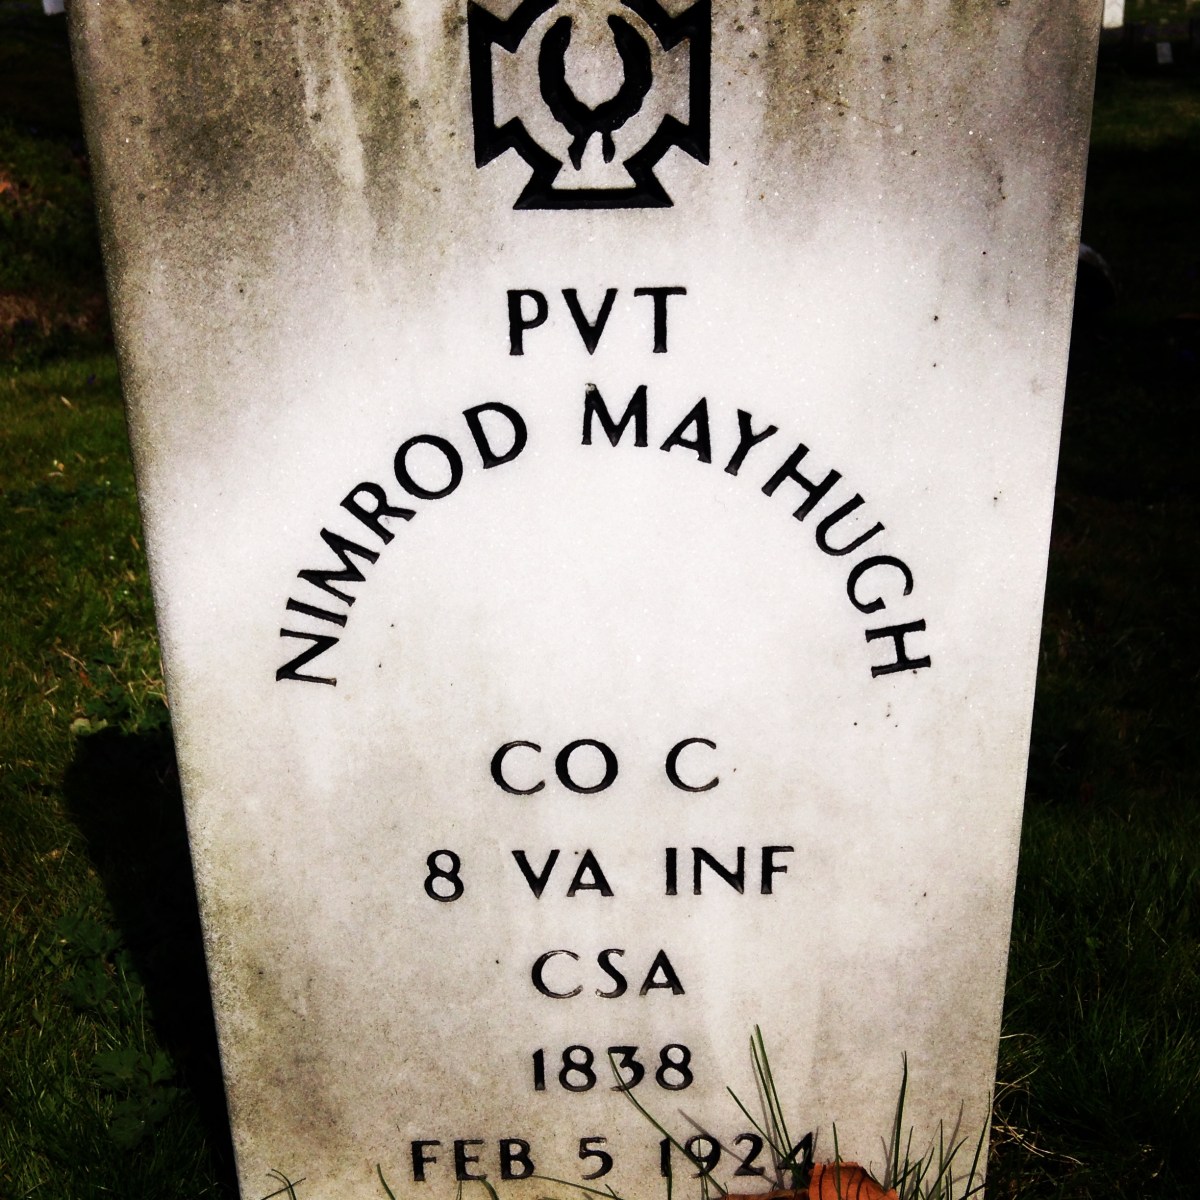 PVT
NIMROD MAYHUGH
CO C
8 VA INF
CSA
1838
FEB 5 1924